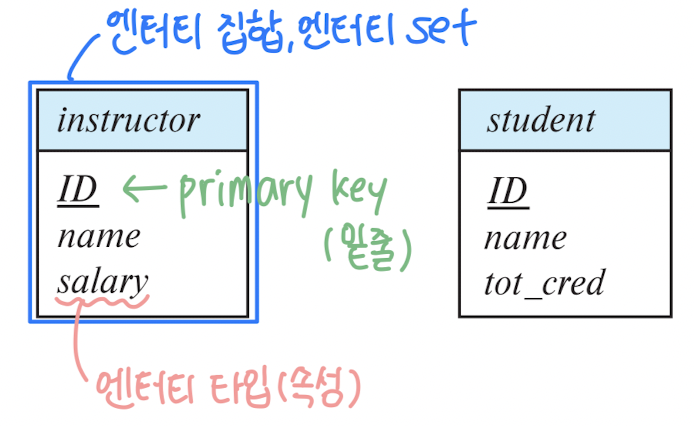 엔터티 집합, 엔터티 set
instructor
ID
name
salary
← primary key
(밑줄)
엔터티 타입(속성)
student
ID
name
tot_cred